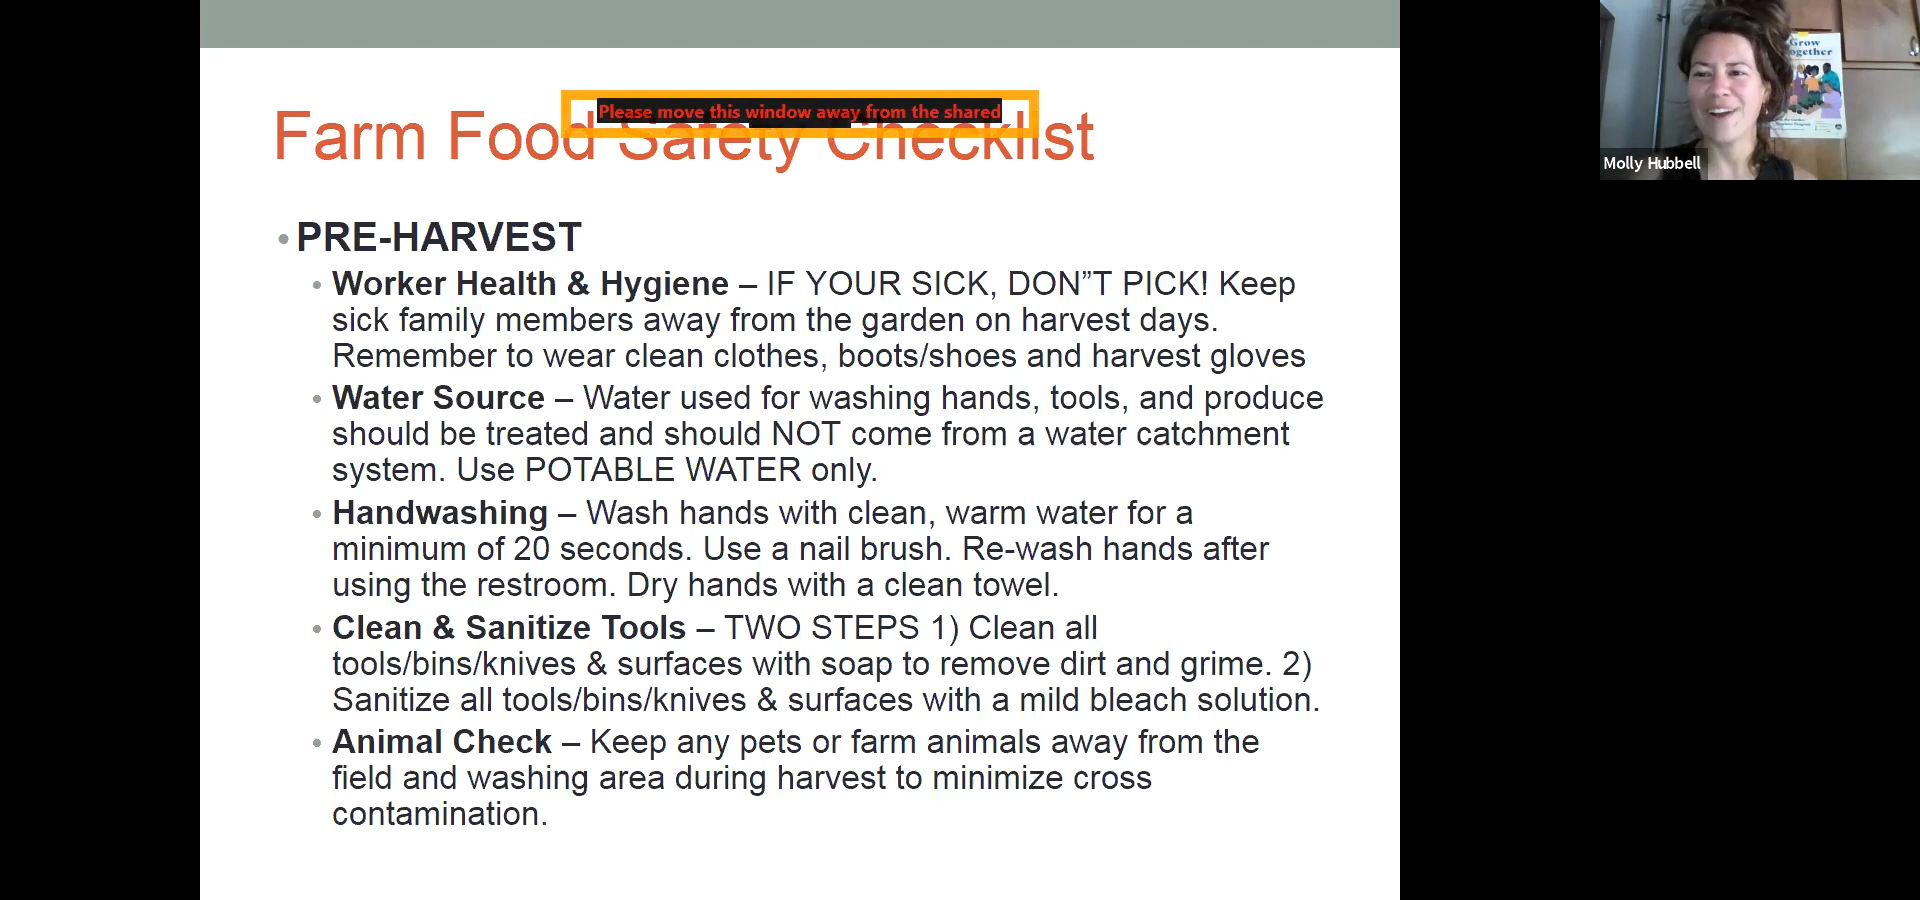 Please move this window away from the shared
Farm Food Safety Checklist
• PRE-HARVEST
• Worker Health & Hygiene – IF YOUR SICK, DON”T PICK! Keep
sick family members away from the garden on harvest days.
Remember to wear clean clothes, boots/shoes and harvest gloves
• Water Source – Water used for washing hands, tools, and produce
should be treated and should NOT come from a water catchment
system. Use POTABLE WATER only.
• Handwashing – Wash hands with clean, warm water for a
minimum of 20 seconds. Use a nail brush. Re-wash hands after
using the restroom. Dry hands with a clean towel.
• Clean & Sanitize Tools – TWO STEPS 1) Clean all
tools/bins/knives & surfaces with soap to remove dirt and grime. 2)
Sanitize all tools/bins/knives & surfaces with a mild bleach solution.
• Animal Check – Keep any pets or farm animals away from the
field and washing area during harvest to minimize cross
contamination.
Grow
Together
Molly Hubbell